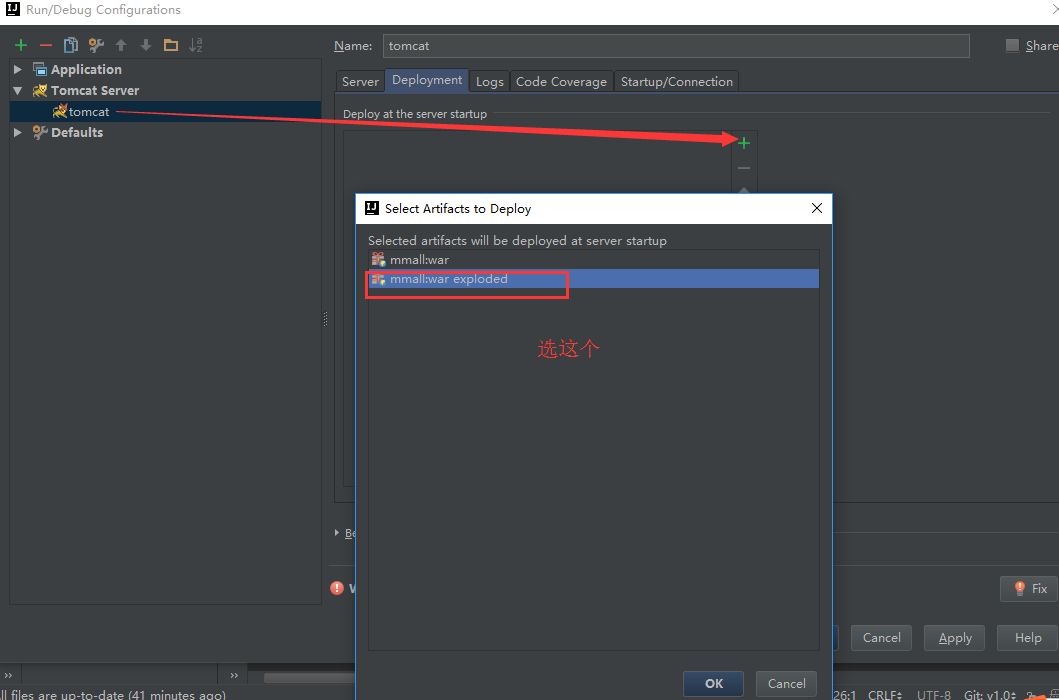 Run/Debug Configurations
Name: tomcat
Share
Application
Tomcat Server
tomcat
Defaults
Server
Deployment
Logs
Code Coverage
Startup/Connection
Deploy at the server startup
Select Artifacts to Deploy
Selected artifacts will be deployed at server startup
mmall:war
mmall:war exploded
选这个
Be
W
Fix
Cancel
Apply
Help
OK
Cancel
ll files are up-to-date (41 minutes ago)
26:1 CRLF UTF-8 Git: v1.0